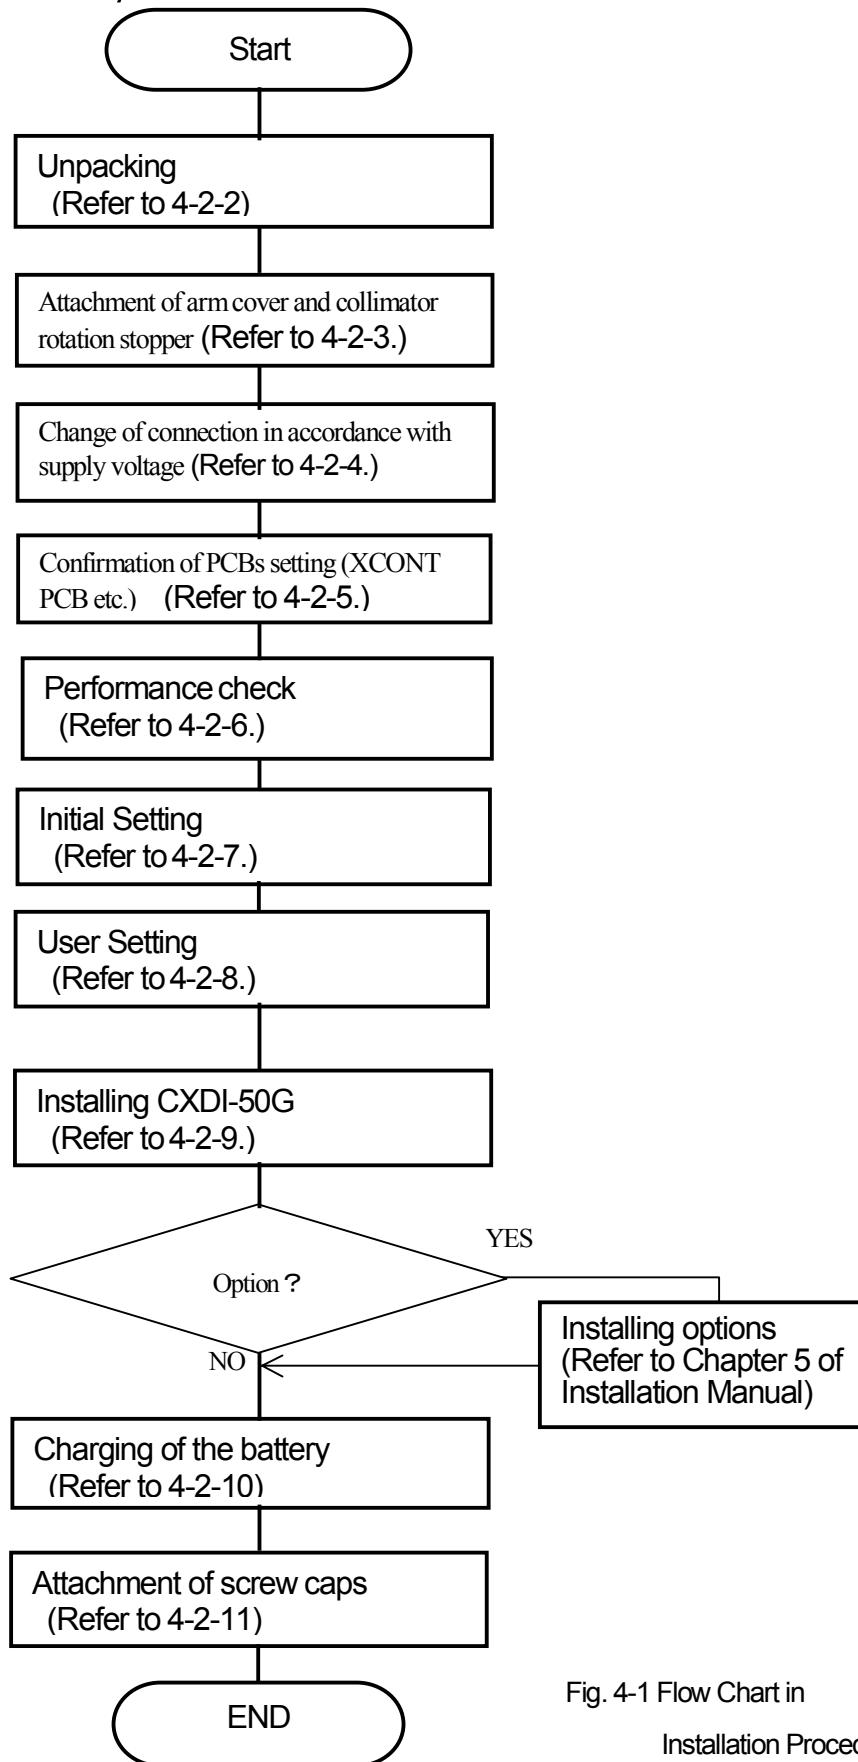 Start
Unpacking
(Refer to 4-2-2)
Attachment of arm cover and collimator
rotation stopper (Refer to 4-2-3.)
Change of connection in accordance with
supply voltage (Refer to 4-2-4.)
Confirmation of PCBs setting (XCONT
PCB etc.) (Refer to 4-2-5.)
Performance check
(Refer to 4-2-6.)
Initial Setting
(Refer to 4-2-7.)
User Setting
(Refer to 4-2-8.)
Installing CXDI-50G
(Refer to 4-2-9.)
YES
Option?
Installing options
(Refer to Chapter 5 of
Installation Manual)
NO
Charging of the battery
(Refer to 4-2-10)
Attachment of screw caps
(Refer to 4-2-11)
END
Fig. 4-1 Flow Chart in
Installation